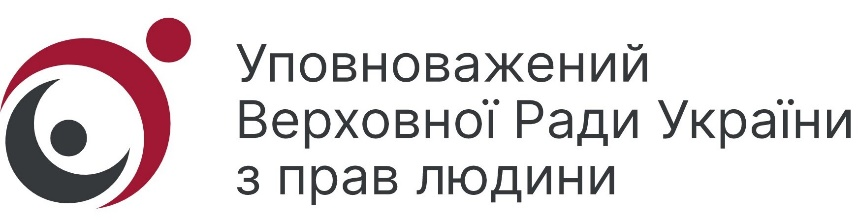 Уповноважений
Верховної Ради України
з прав людини